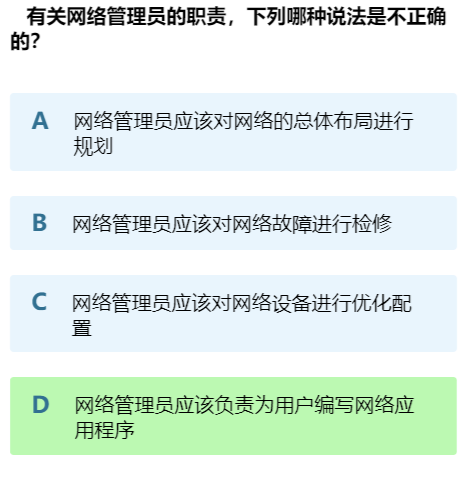 有关网络管理员的职责，下列哪种说法是不正确
的？
A 网络管理员应该对网络的总体布局进行
规划
B 网络管理员应该对网络故障进行检修
C 网络管理员应该对网络设备进行优化配
置
D 网络管理员应该负责为用户编写网络应
用程序